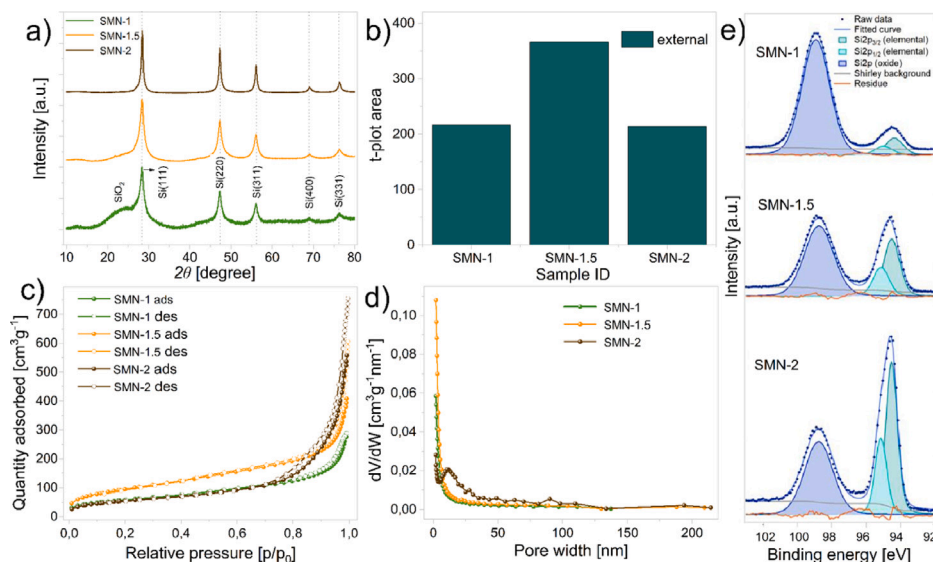 a)
SMN-1
SMN-1.5
SMN-2
Intensity [a.u.]
SiO₂
Si(111)
Si(220)
Si(311)
Si(400)
Si(331)
10 20 30 40 50 60 70 80
2θ [degree]
b)
external
t-plot area
400
300
200
100
0
SMN-1 SMN-1.5 SMN-2
Sample ID
c)
SMN-1 ads
SMN-1 des
SMN-1.5 ads
SMN-1.5 des
SMN-2 ads
SMN-2 des
Quantity adsorbed [cm³g⁻¹]
700
600
500
400
300
200
100
0
0,0 0,2 0,4 0,6 0,8 1,0
Relative pressure [p/p₀]
d)
SMN-1
SMN-1.5
SMN-2
dV/dW [cm³g⁻¹nm⁻¹]
0,10
0,08
0,06
0,04
0,02
0,00
0 50 100 150 200
Pore width [nm]
e)
Raw data
Fitted curve
Si2p₃/₂ (elemental)
Si2p₁/₂ (elemental)
Si2p (oxide)
Shirley background
Residue
SMN-1
SMN-1.5
SMN-2
Intensity [a.u.]
102 100 98 96 94 92
Binding energy [eV]